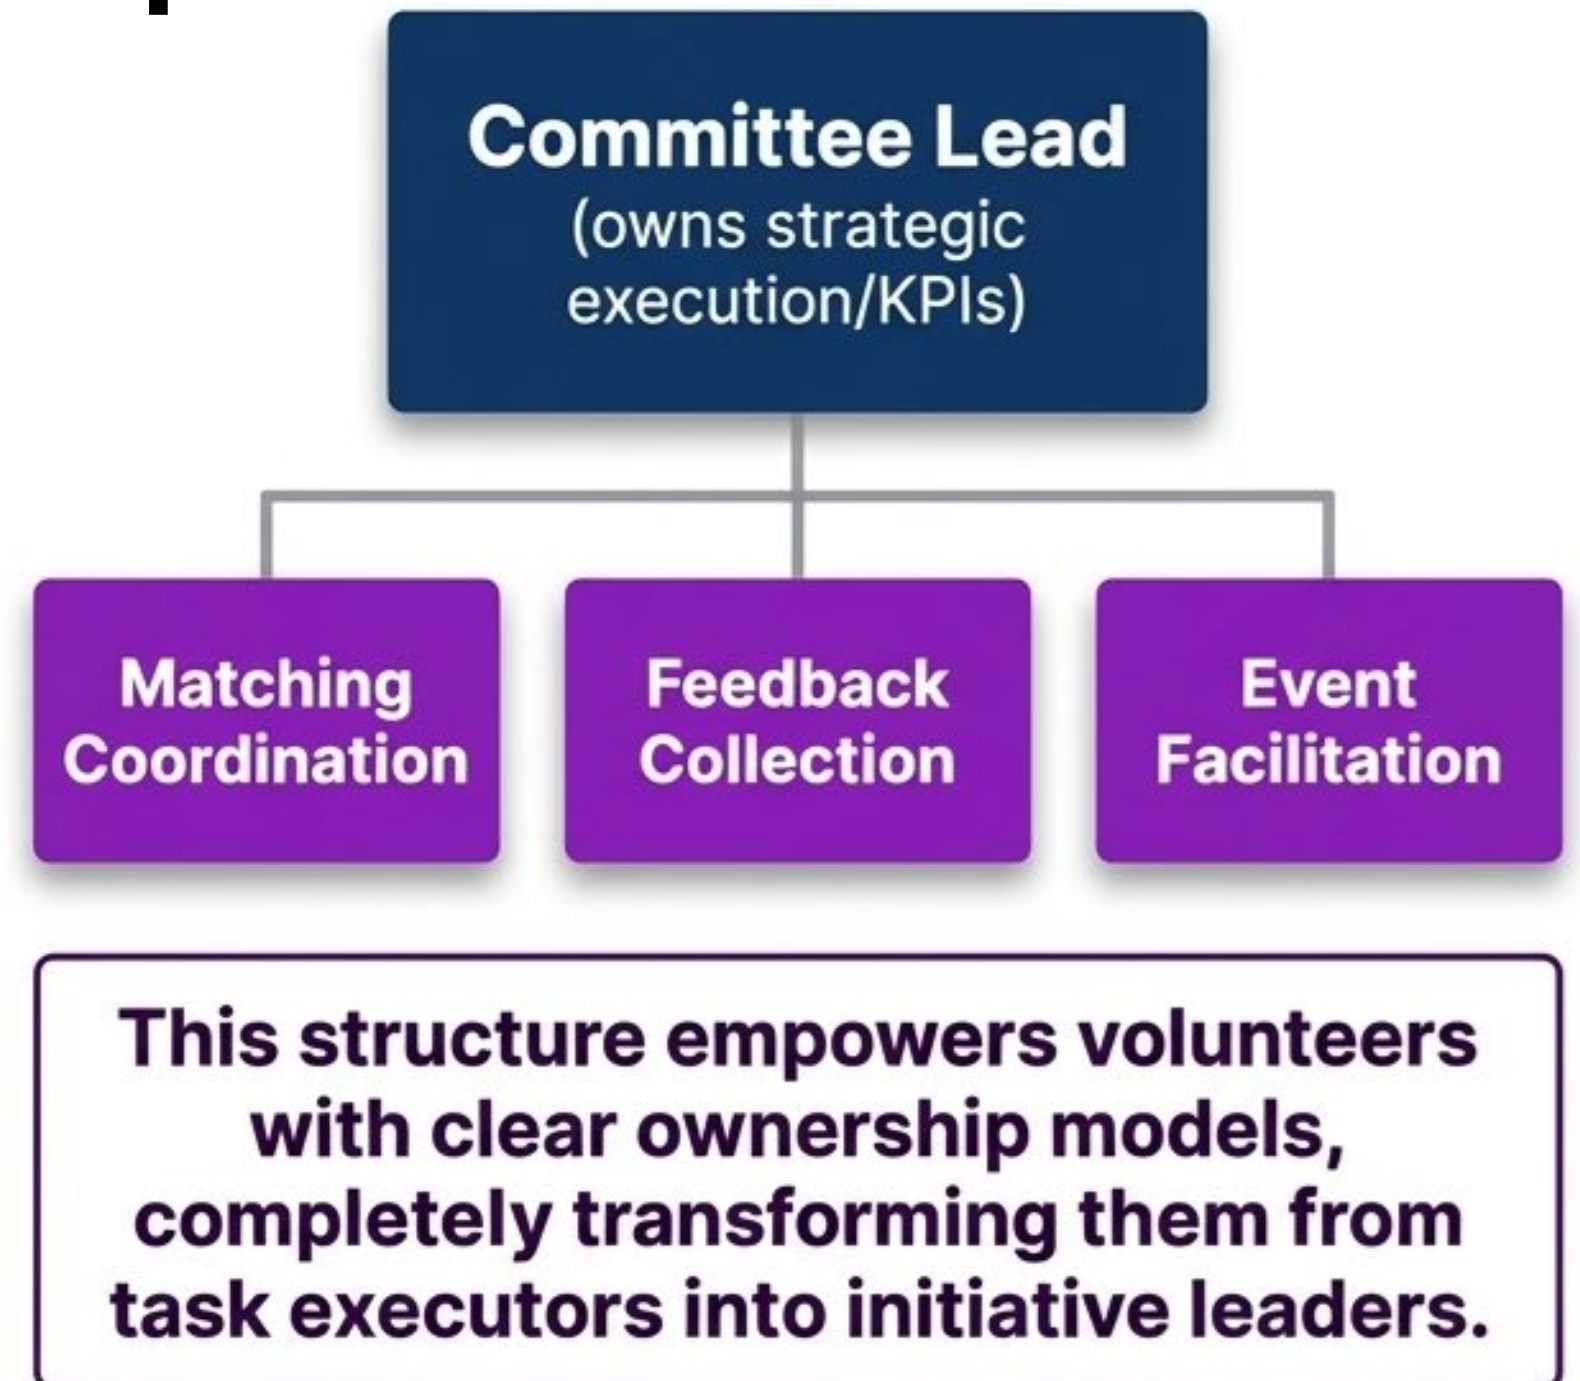 Committee Lead
(owns strategic
execution/KPIs)
Matching
Coordination
Feedback
Collection
Event
Facilitation
This structure empowers volunteers
with clear ownership models,
completely transforming them from
task executors into initiative leaders.